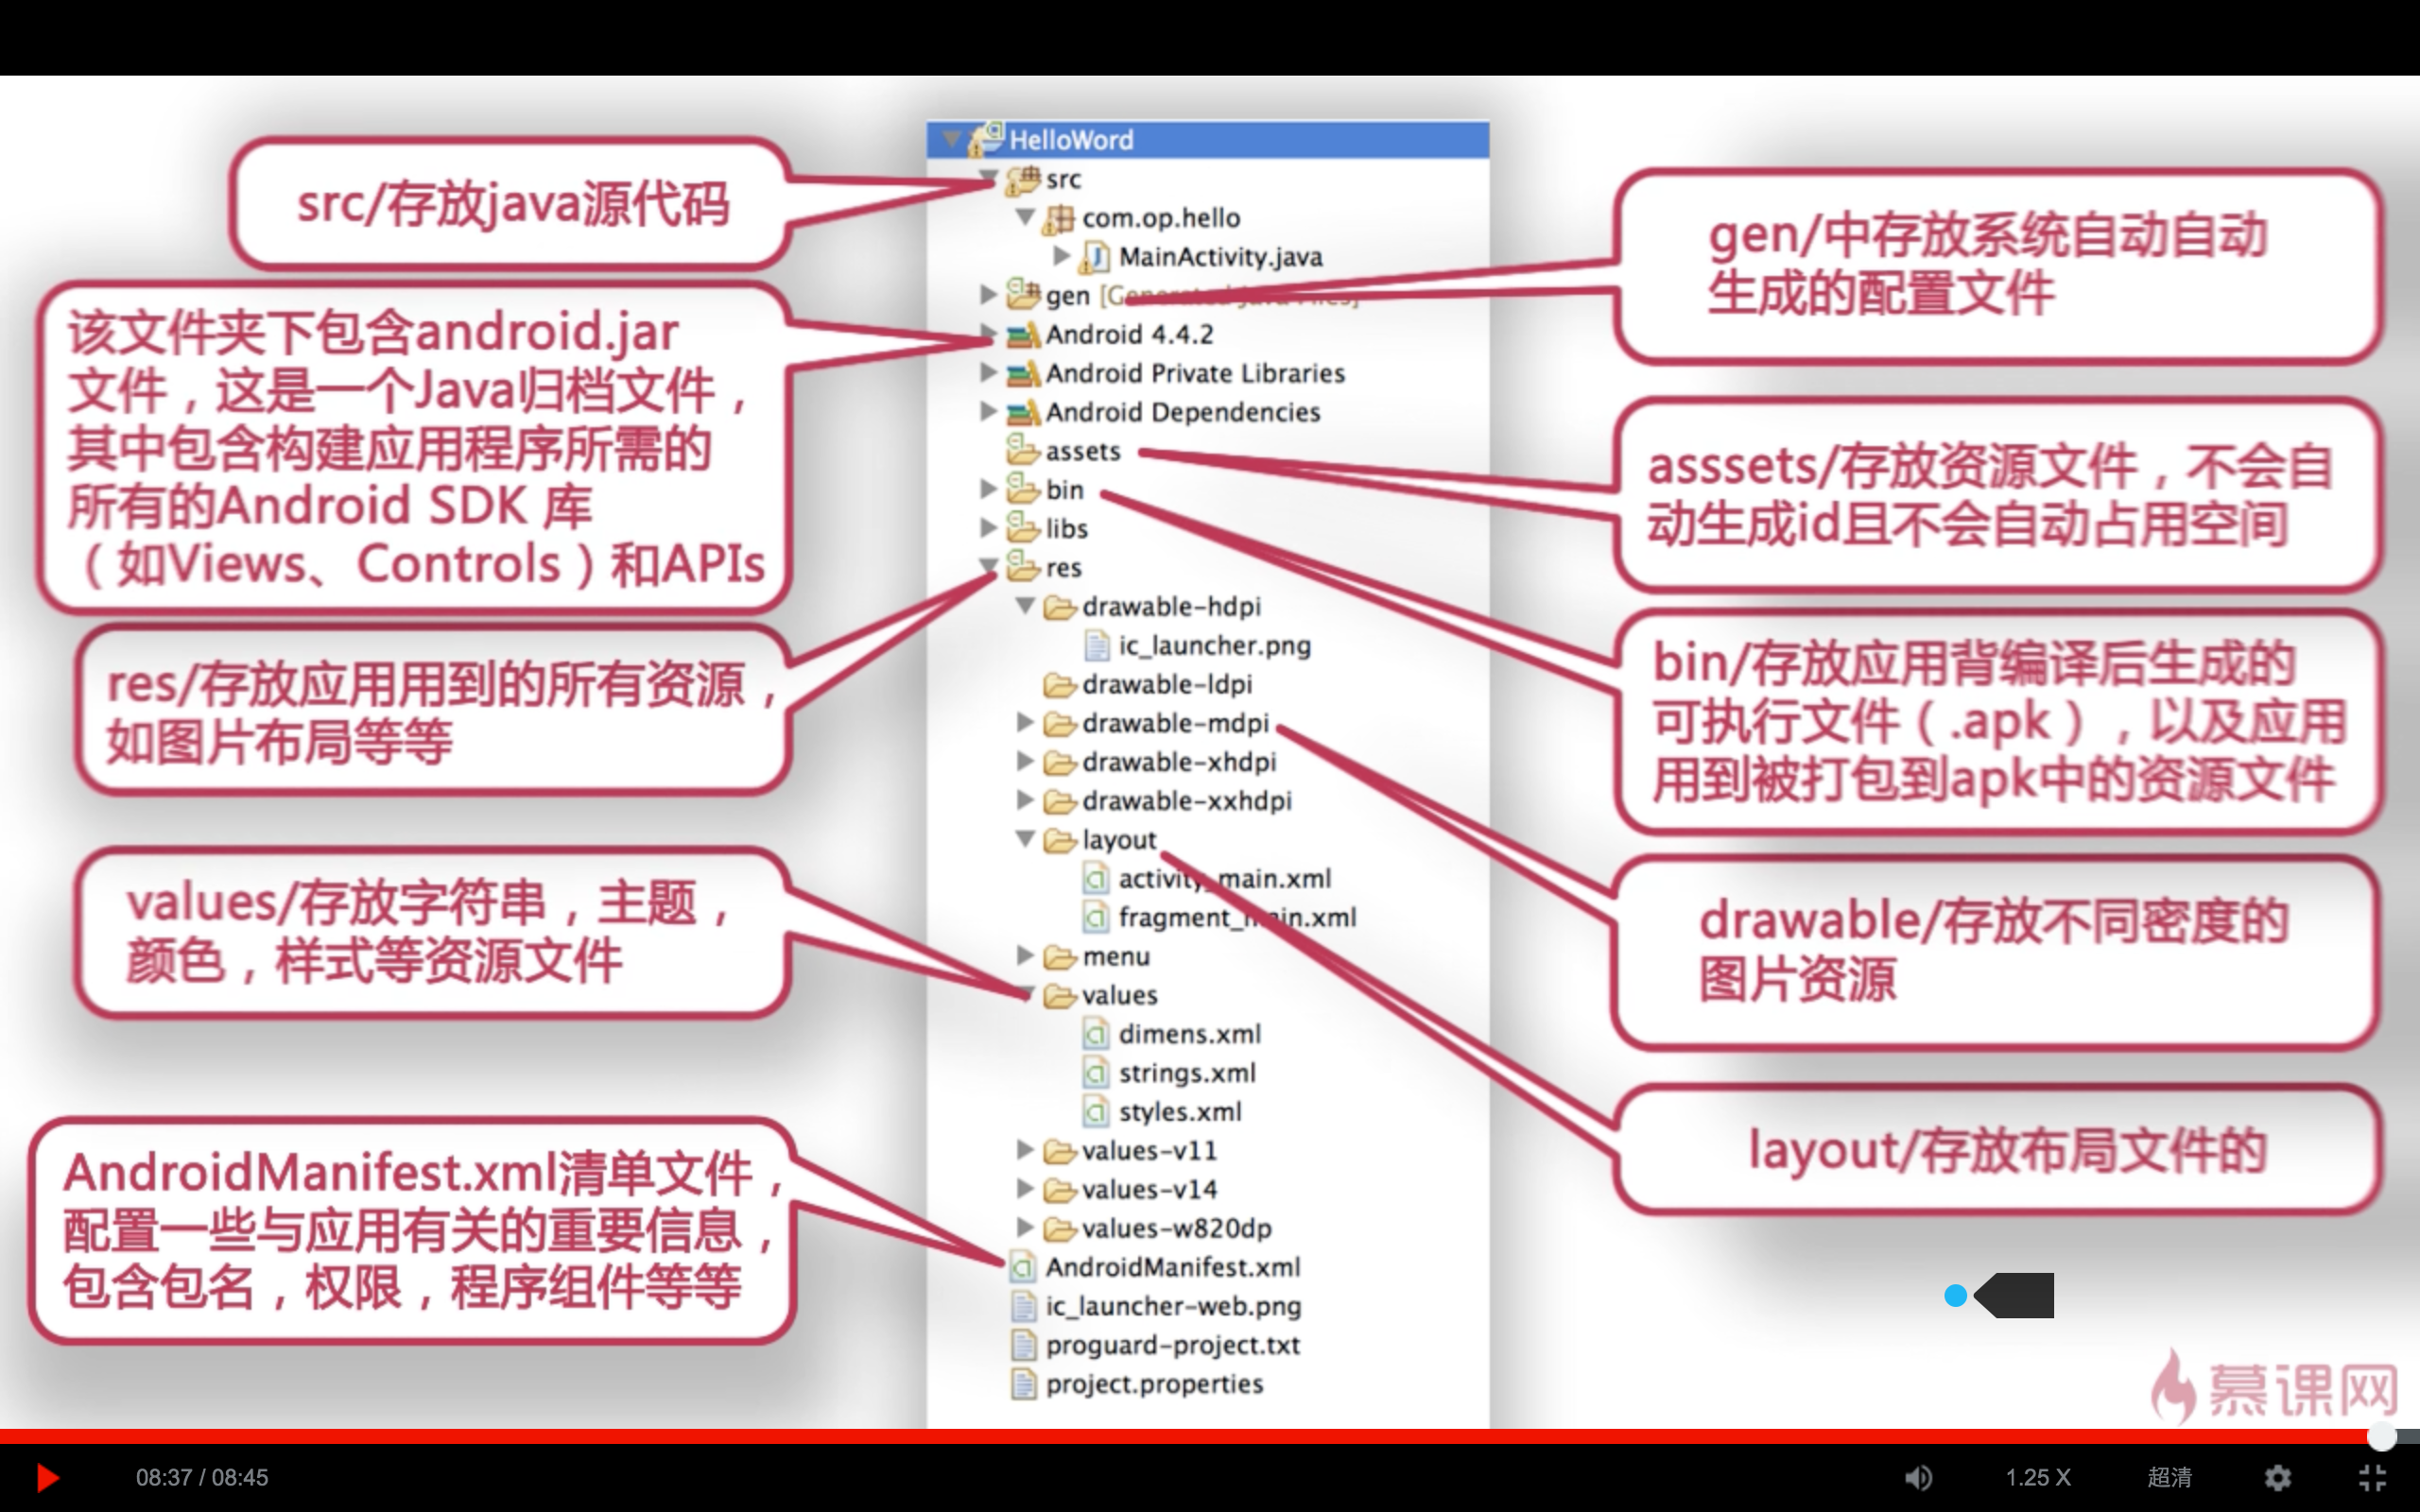 HelloWord
src
com.op.hello
MainActivity.java
gen [Generated Java Files]
Android 4.4.2
Android Private Libraries
Android Dependencies
assets
bin
libs
res
drawable-hdpi
ic_launcher.png
drawable-ldpi
drawable-mdpi
drawable-xhdpi
drawable-xxhdpi
layout
activity_main.xml
fragment_main.xml
menu
values
dimens.xml
strings.xml
styles.xml
values-v11
values-v14
values-w820dp
AndroidManifest.xml
ic_launcher-web.png
proguard-project.txt
project.properties
src/存放java源代码
该文件夹下包含android.jar
文件，这是一个Java归档文件，
其中包含构建应用程序所需的
所有的Android SDK 库
（如Views、Controls）和APIs
res/存放应用用到的所有资源，
如图片布局等等
values/存放字符串，主题，
颜色，样式等资源文件
AndroidManifest.xml清单文件，
配置一些与应用有关的重要信息，
包含包名，权限，程序组件等等
gen/中存放系统自动自动
生成的配置文件
asssets/存放资源文件，不会自
动生成id且不会自动占用空间
bin/存放应用背编译后生成的
可执行文件（.apk），以及应用
用到被打包到apk中的资源文件
drawable/存放不同密度的
图片资源
layout/存放布局文件的
慕课网
08:37 / 08:45
1.25 X
超清